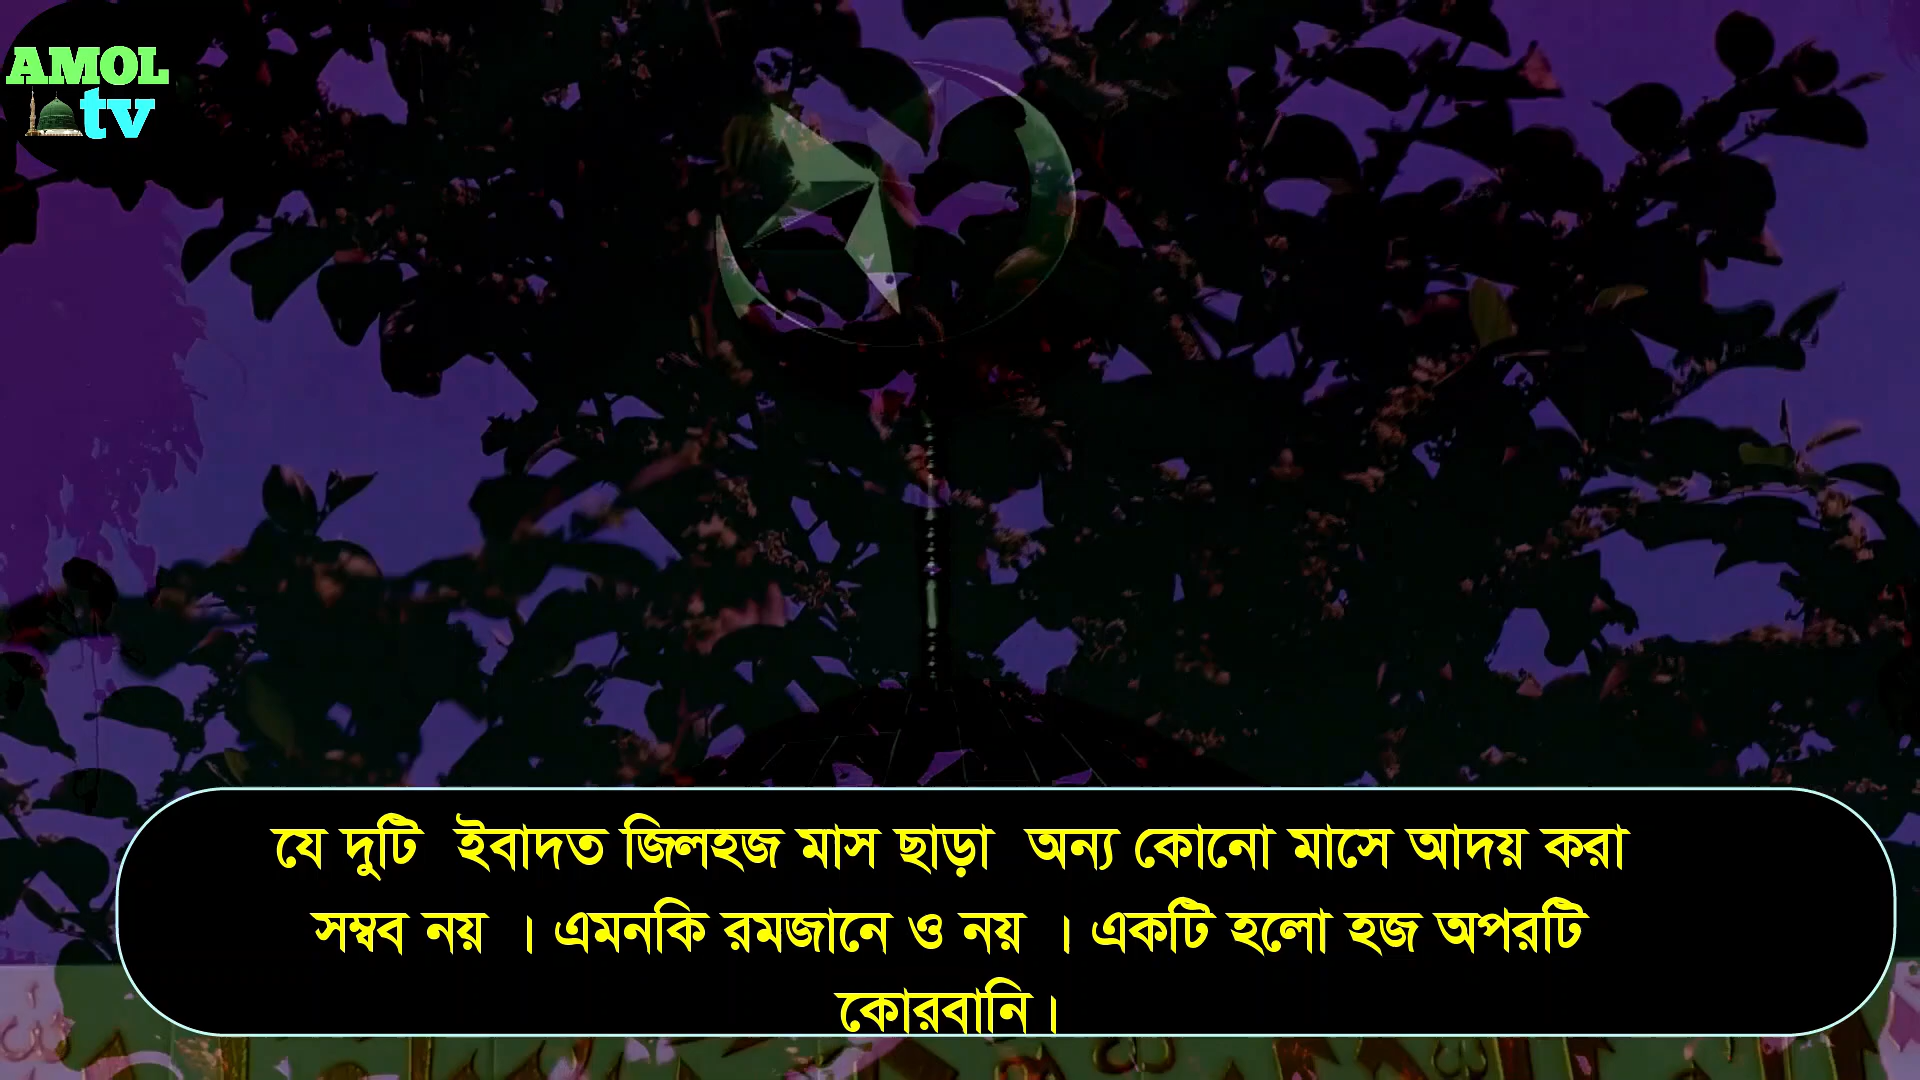 AMOL
tv
যে দুটি ইবাদত জিলহজ মাস ছাড়া অন্য কোনো মাসে আদয় করা
সম্বব নয় । এমনকি রমজানে ও নয় । একটি হলো হজ অপরটি
কোরবানি।